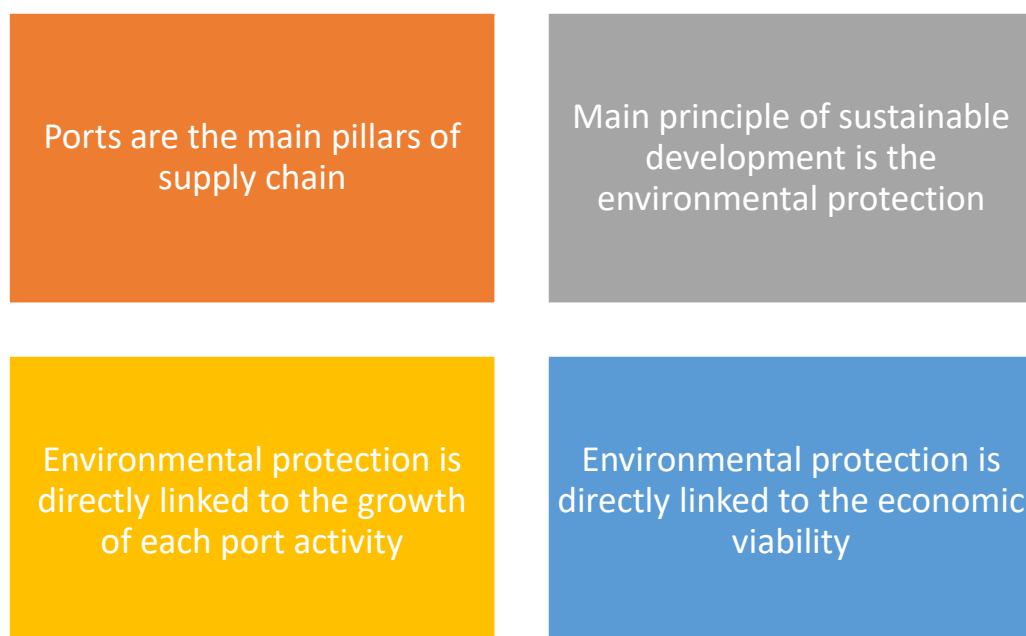 Ports are the main pillars of
supply chain
Main principle of sustainable
development is the
environmental protection
Environmental protection is
directly linked to the growth
of each port activity
Environmental protection is
directly linked to the economic
viability